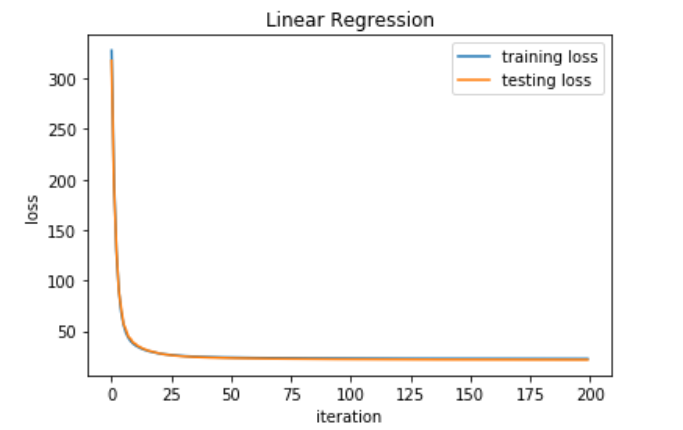 Linear Regression
training loss
testing loss
300
250
200
150
100
50
loss
0 25 50 75 100 125 150 175 200
iteration